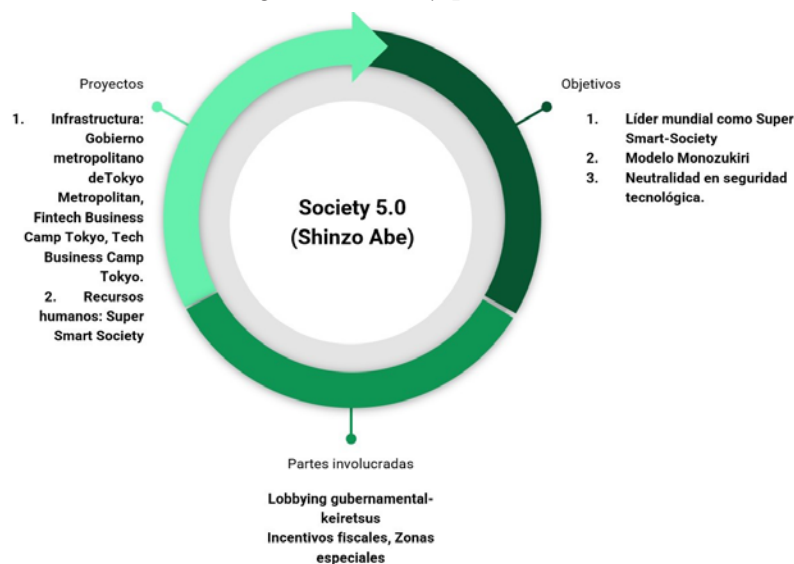 Proyectos
1. Infrastructura:
Gobierno
metropolitano
deTokyo
Metropolitan,
Fintech Business
Camp Tokyo, Tech
Business Camp
Tokyo.
2. Recursos
humanos: Super
Smart Society
Society 5.0
(Shinzo Abe)
Objetivos
1. Líder mundial como Super
Smart-Society
2. Modelo Monozukiri
3. Neutralidad en seguridad
tecnológica.
Partes involucradas
Lobbying gubernamental-
keiretsus
Incentivos fiscales, Zonas
especiales